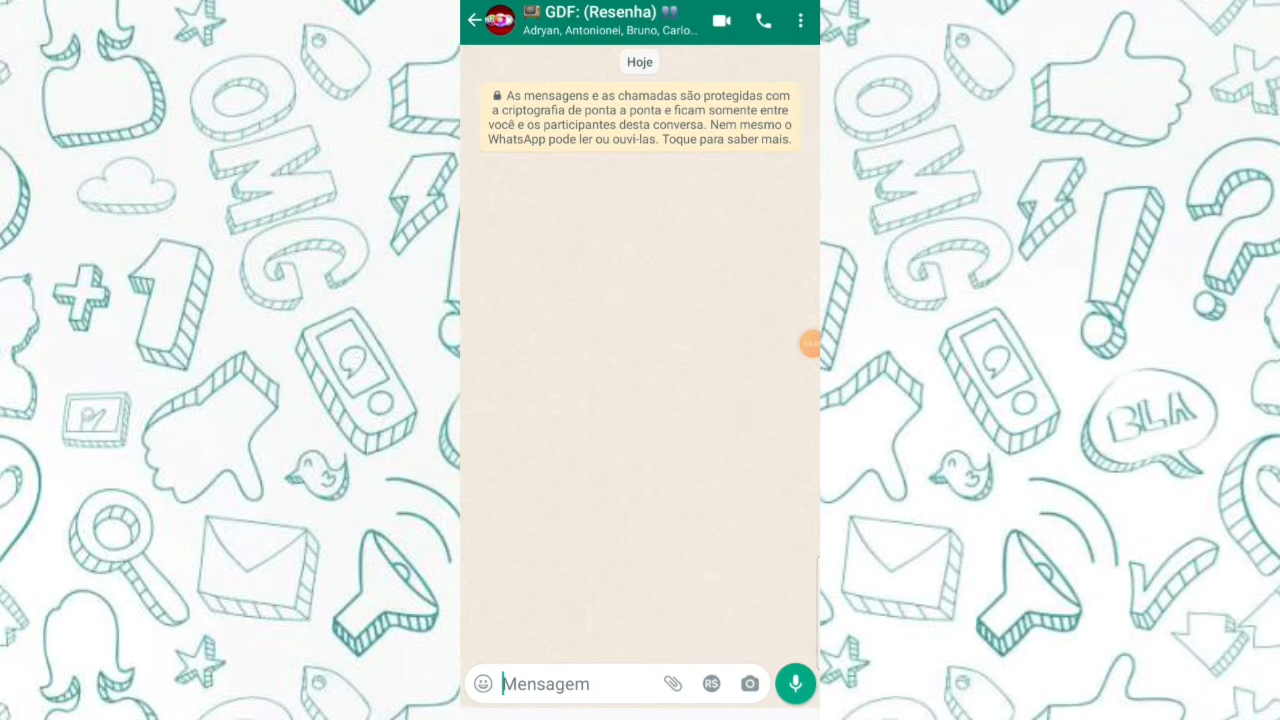 GDF: (Resenha)
Adryan, Antonionei, Bruno, Carlo...
Hoje
As mensagens e as chamadas são protegidas com
a criptografia de ponta a ponta e ficam somente entre
você e os participantes desta conversa. Nem mesmo o
WhatsApp pode ler ou ouvi-las. Toque para saber mais.
Mensagem
R$
OMG
OMG
+1
BLA